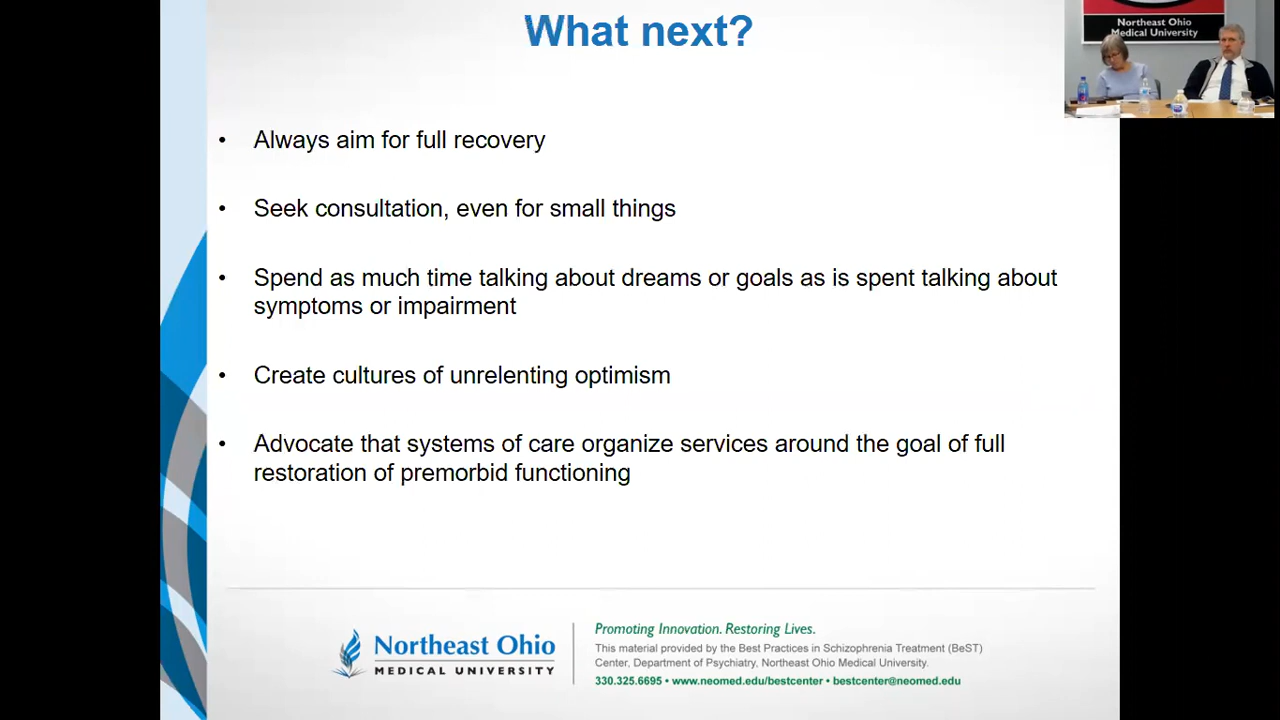 What next?
Northeast Ohio
Medical University
• Always aim for full recovery
• Seek consultation, even for small things
• Spend as much time talking about dreams or goals as is spent talking about
symptoms or impairment
• Create cultures of unrelenting optimism
• Advocate that systems of care organize services around the goal of full
restoration of premorbid functioning
Northeast Ohio
MEDICAL UNIVERSITY
Promoting Innovation. Restoring Lives.
This material provided by the Best Practices in Schizophrenia Treatment (BeST)
Center, Department of Psychiatry, Northeast Ohio Medical University.
330.325.6695 • www.neomed.edu/bestcenter • bestcenter@neomed.edu